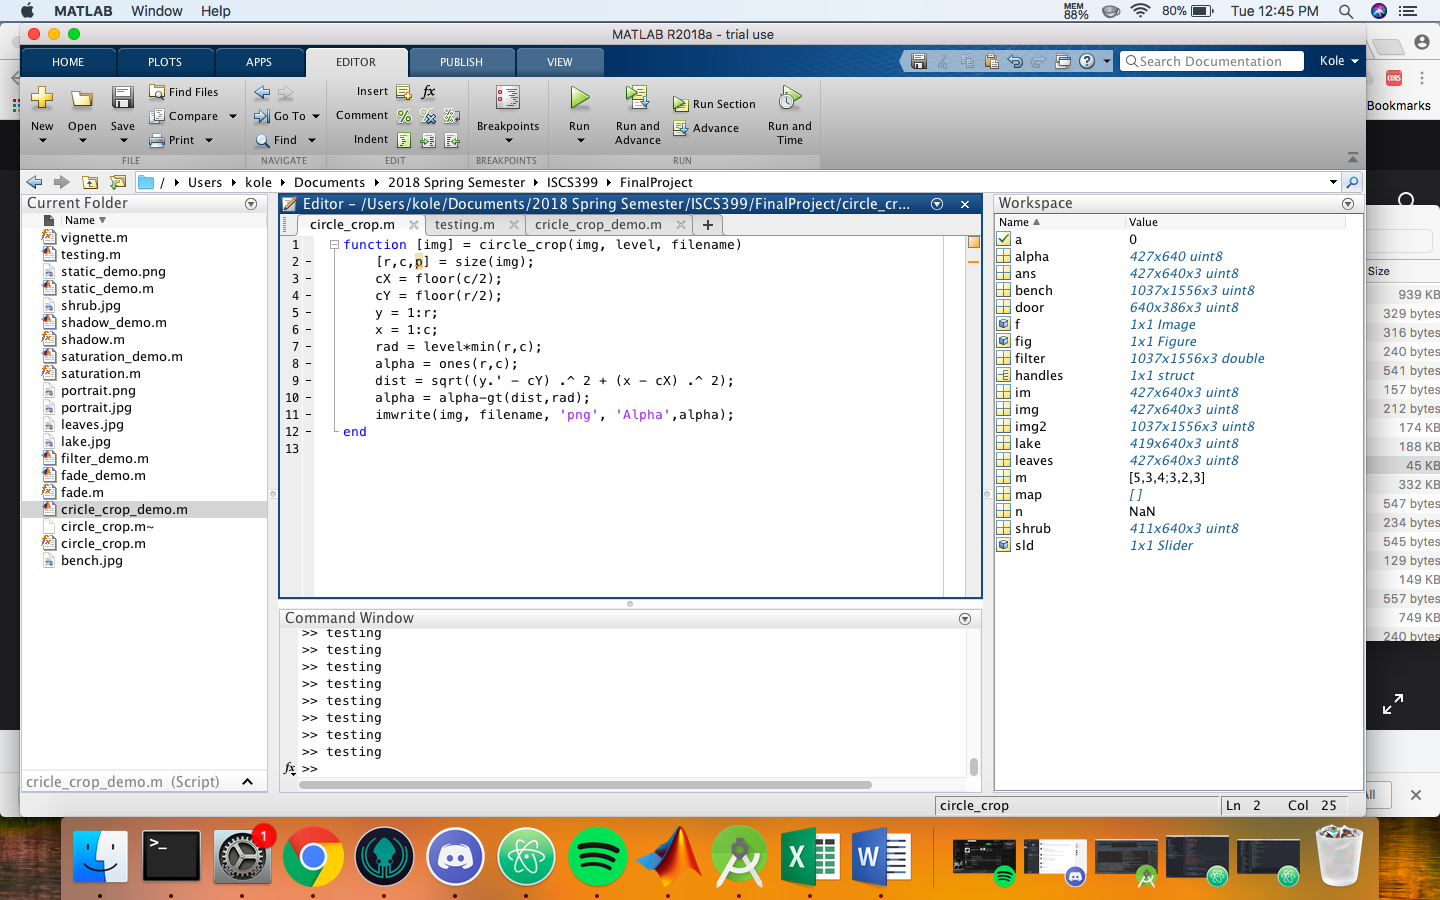 MATLAB Window Help
MEM 88% 80% Tue 12:45 PM
MATLAB R2018a - trial use
HOME PLOTS APPS EDITOR PUBLISH VIEW
Search Documentation Kole
New Open Save
Find Files
Compare
Print
Go To
Find
Insert
Comment
Indent
fx
Breakpoints
Run
Run and Advance
Run Section
Advance
Run and Time
FILE NAVIGATE EDIT BREAKPOINTS RUN
/ Users kole Documents 2018 Spring Semester ISCS399 FinalProject
Current Folder
Name
vignette.m
testing.m
static_demo.png
static_demo.m
shrub.jpg
shadow_demo.m
shadow.m
saturation_demo.m
saturation.m
portrait.png
portrait.jpg
leaves.jpg
lake.jpg
filter_demo.m
fade_demo.m
fade.m
cricle_crop_demo.m
circle_crop.m~
circle_crop.m
bench.jpg
cricle_crop_demo.m (Script)
Editor - /Users/kole/Documents/2018 Spring Semester/ISCS399/FinalProject/circle_cr...
circle_crop.m testing.m cricle_crop_demo.m +
1 function [img] = circle_crop(img, level, filename)
2 - [r,c,p] = size(img);
3 - cX = floor(c/2);
4 - cY = floor(r/2);
5 - y = 1:r;
6 - x = 1:c;
7 - rad = level*min(r,c);
8 - alpha = ones(r,c);
9 - dist = sqrt((y.' - cY) .^ 2 + (x - cX) .^ 2);
10 - alpha = alpha-gt(dist,rad);
11 - imwrite(img, filename, 'png', 'Alpha',alpha);
12 - end
13
Command Window
>> testing
>> testing
>> testing
>> testing
>> testing
>> testing
>> testing
>> testing
fx >>
Workspace
Name Value
a 0
alpha 427x640 uint8
ans 427x640x3 uint8
bench 1037x1556x3 uint8
door 640x386x3 uint8
f 1x1 Image
fig 1x1 Figure
filter 1037x1556x3 double
handles 1x1 struct
im 427x640x3 uint8
img 427x640x3 uint8
img2 1037x1556x3 uint8
lake 419x640x3 uint8
leaves 427x640x3 uint8
m [5,3,4;3,2,3]
map []
n NaN
shrub 411x640x3 uint8
sld 1x1 Slider
circle_crop Ln 2 Col 25
CORS
Bookmarks
Size
939 KB
329 bytes
316 bytes
240 bytes
541 bytes
157 bytes
212 bytes
174 KB
188 KB
45 KB
332 KB
547 bytes
234 bytes
545 bytes
129 bytes
149 KB
557 bytes
749 KB
240 bytes
>_
1
X
W